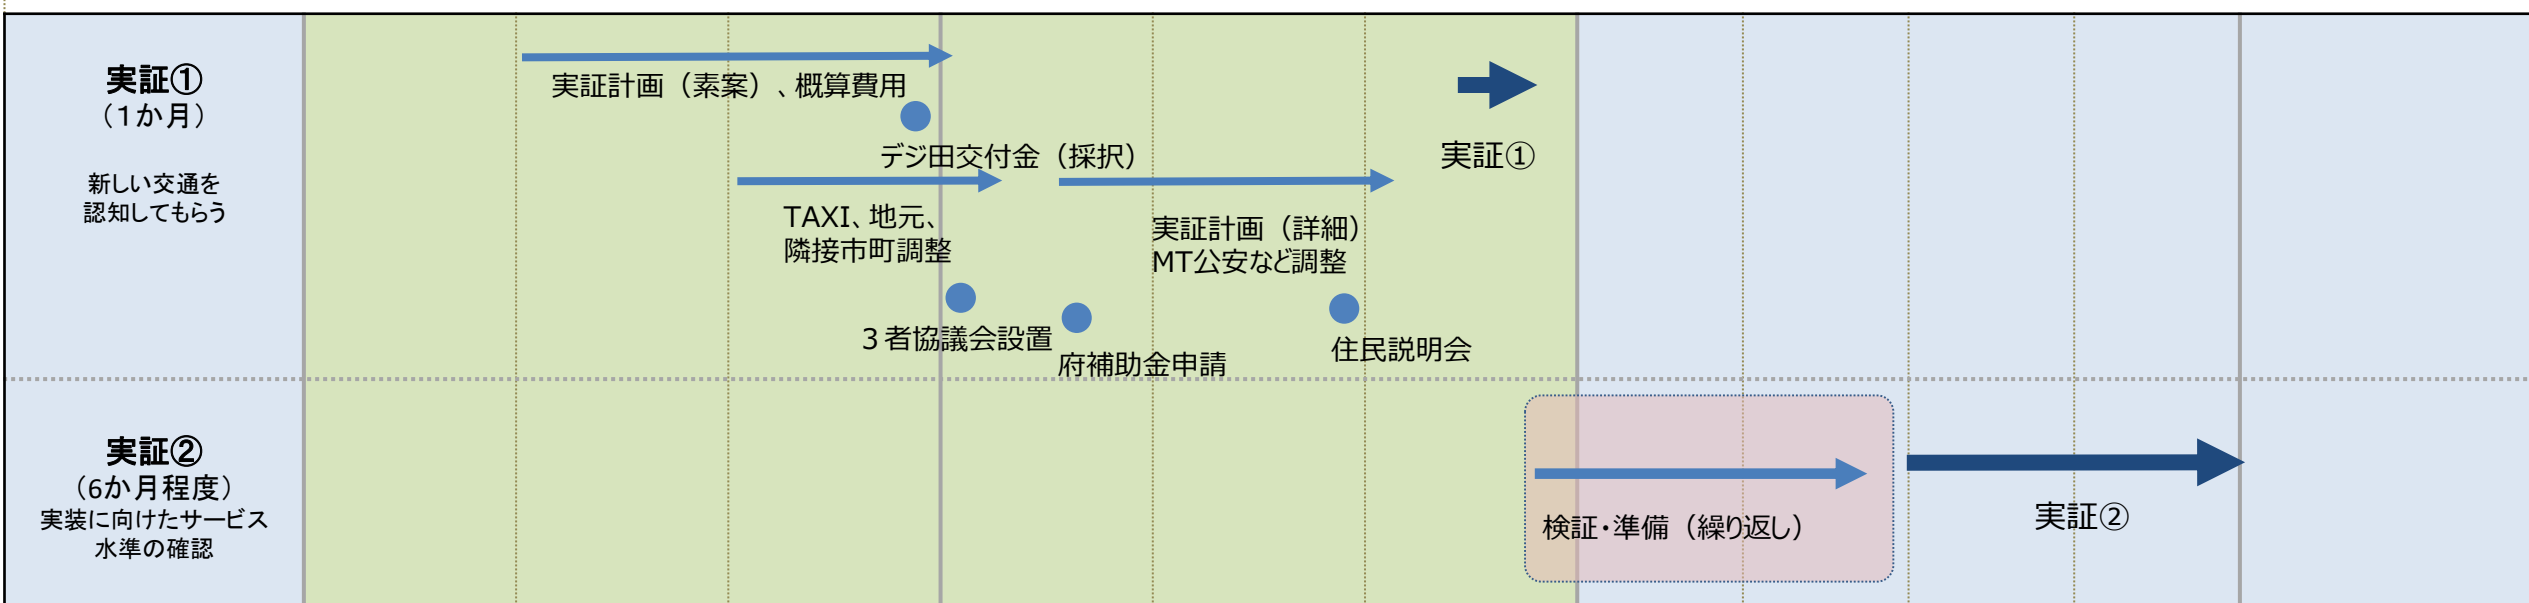 実証①
（１か月）
新しい交通を
認知してもらう
実証計画（素案）、概算費用
デジ田交付金（採択）
TAXI、地元、
隣接市町調整
３者協議会設置
府補助金申請
実証計画（詳細）
MT公安など調整
住民説明会
実証①
実証②
（6か月程度）
実装に向けたサービス
水準の確認
検証・準備（繰り返し）
実証②